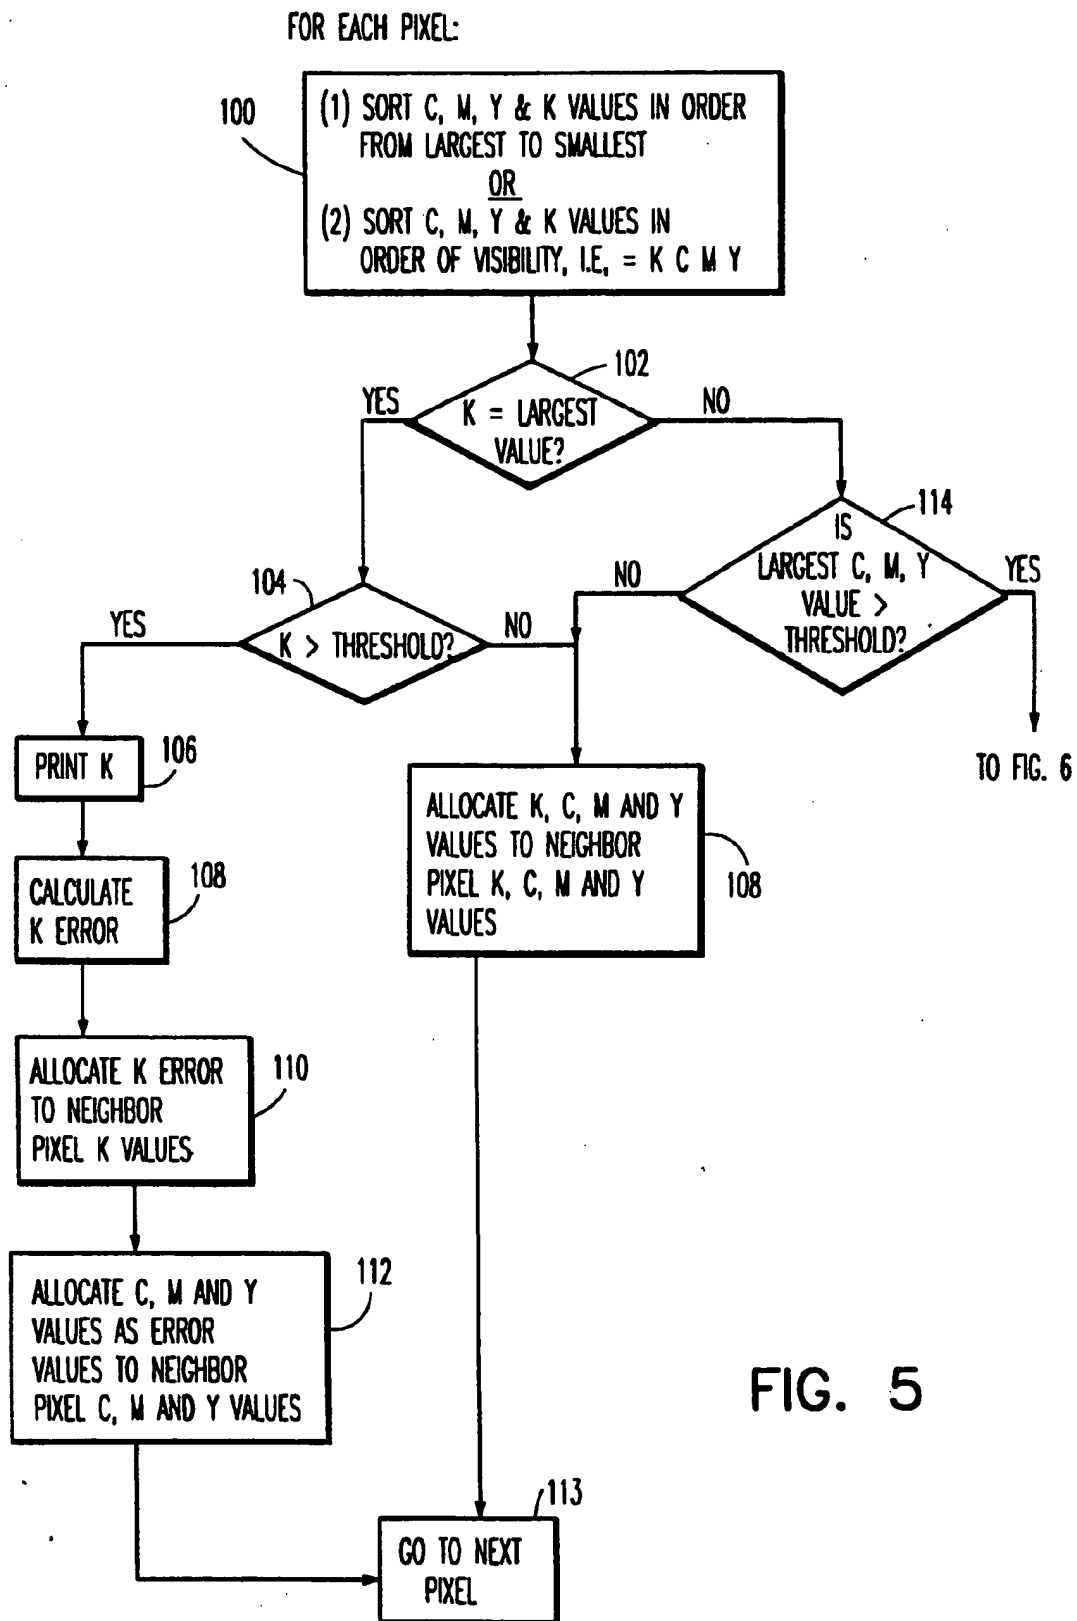 FOR EACH PIXEL:
100
(1) SORT C, M, Y & K VALUES IN ORDER
FROM LARGEST TO SMALLEST
OR
(2) SORT C, M, Y & K VALUES IN
ORDER OF VISIBILITY, I.E, = K C M Y
102
YES
NO
K = LARGEST
VALUE?
114
IS
LARGEST C, M, Y
VALUE >
THRESHOLD?
NO
YES
104
YES
NO
K > THRESHOLD?
TO FIG. 6
PRINT K
106
ALLOCATE K, C, M AND Y
VALUES TO NEIGHBOR
PIXEL K, C, M AND Y
VALUES
108
CALCULATE
K ERROR
108
ALLOCATE K ERROR
TO NEIGHBOR
PIXEL K VALUES
110
ALLOCATE C, M AND Y
VALUES AS ERROR
VALUES TO NEIGHBOR
PIXEL C, M AND Y VALUES
112
FIG. 5
113
GO TO NEXT
PIXEL